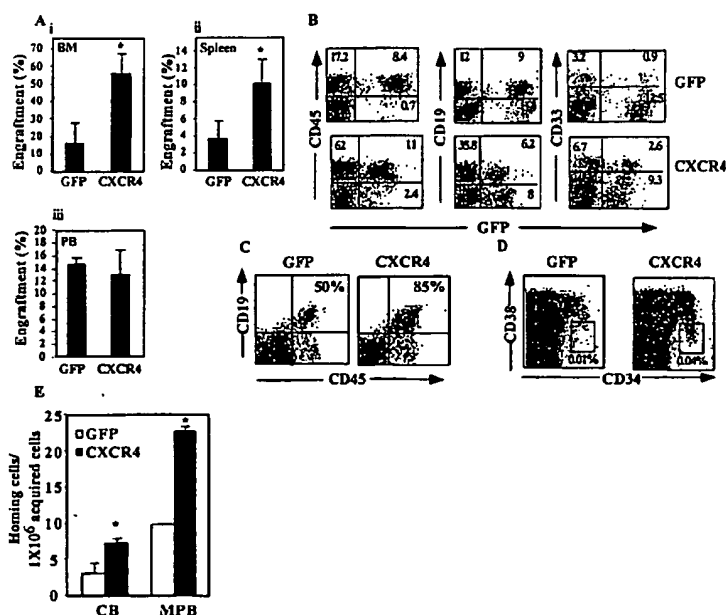 A
i
BM
*
Engraftment (%)
70
60
50
40
30
20
10
0
GFP CXCR4
ii
Spleen
*
Engraftment (%)
14
12
10
8
6
4
2
0
GFP CXCR4
iii
PB
Engraftment (%)
20
18
16
14
12
10
8
6
4
2
0
GFP CXCR4
B
CD45
17.2 8.4
0.7
CD19
12 9
CD33
3.2 0.9
GFP
62 11
2.4
35.8 6.2
8
6.7 2.6
9.3
CXCR4
GFP
C
GFP CXCR4
CD19
50% 85%
CD45
D
GFP CXCR4
CD38
0.01% 0.04%
CD34
E
Homing cells/
1X10⁶ acquired cells
25
20
15
10
5
0
GFP
CXCR4
*
*
CB MPB